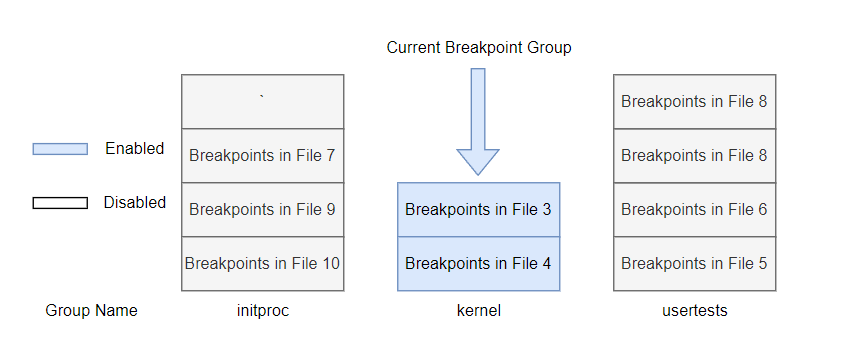 Current Breakpoint Group
`
Breakpoints in File 8
Enabled
Breakpoints in File 7
Breakpoints in File 8
Disabled
Breakpoints in File 9
Breakpoints in File 3
Breakpoints in File 6
Breakpoints in File 10
Breakpoints in File 4
Breakpoints in File 5
Group Name
initproc
kernel
usertests